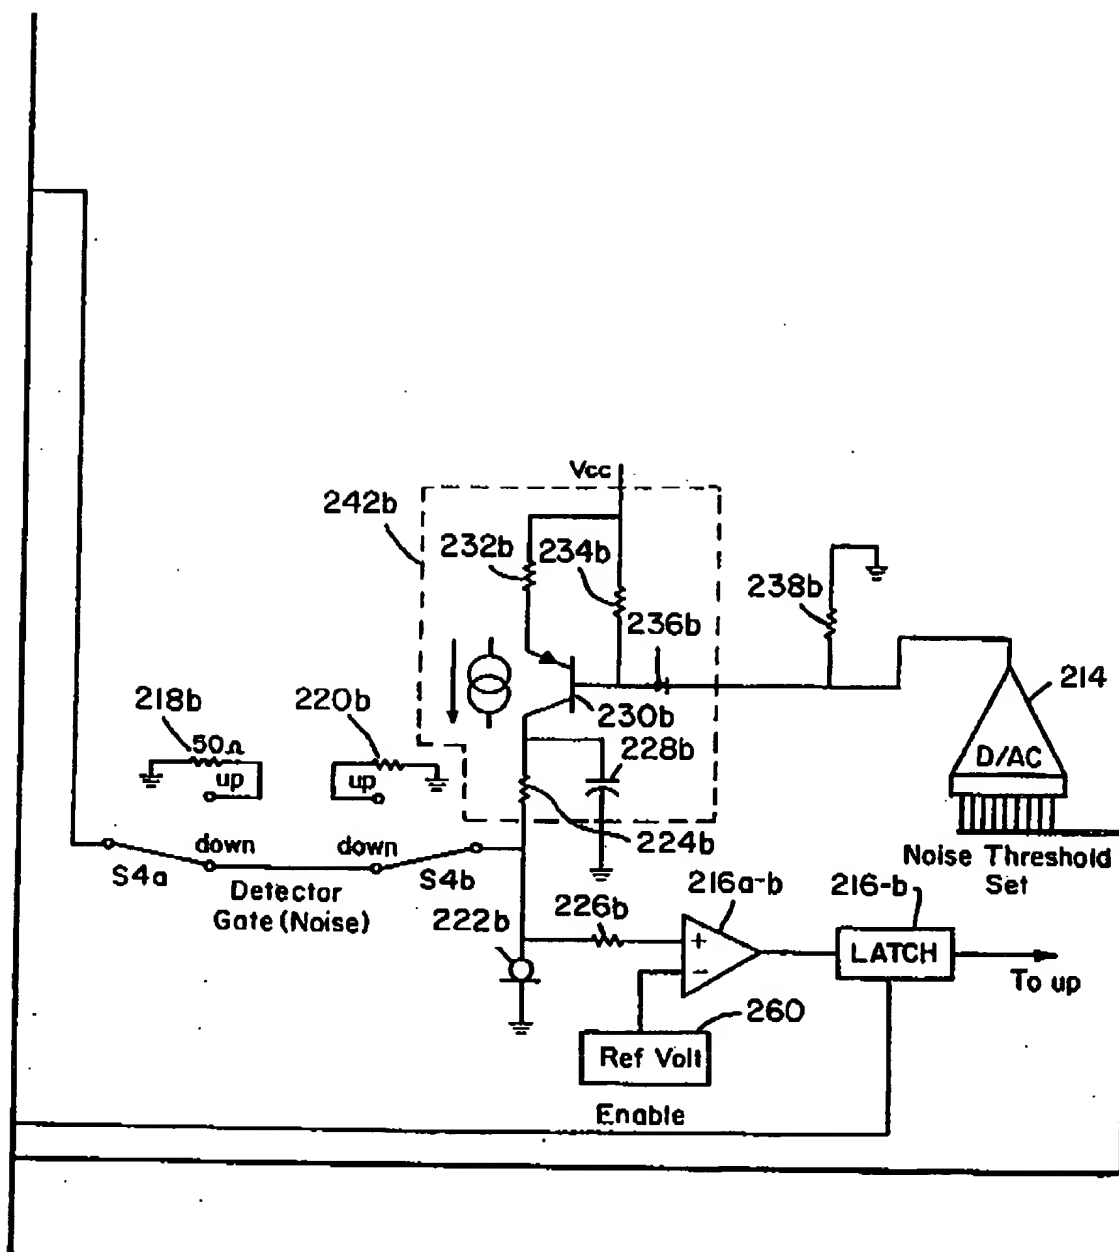 Vcc
242b
232b
234b
236b
238b
218b
220b
230b
214
50Ω
up
up
228b
D/AC
down
down
224b
S4a
S4b
Noise Threshold
Set
Detector
Gate (Noise)
216a-b
216-b
222b
226b
+
−
LATCH
To up
260
Ref Volt
Enable